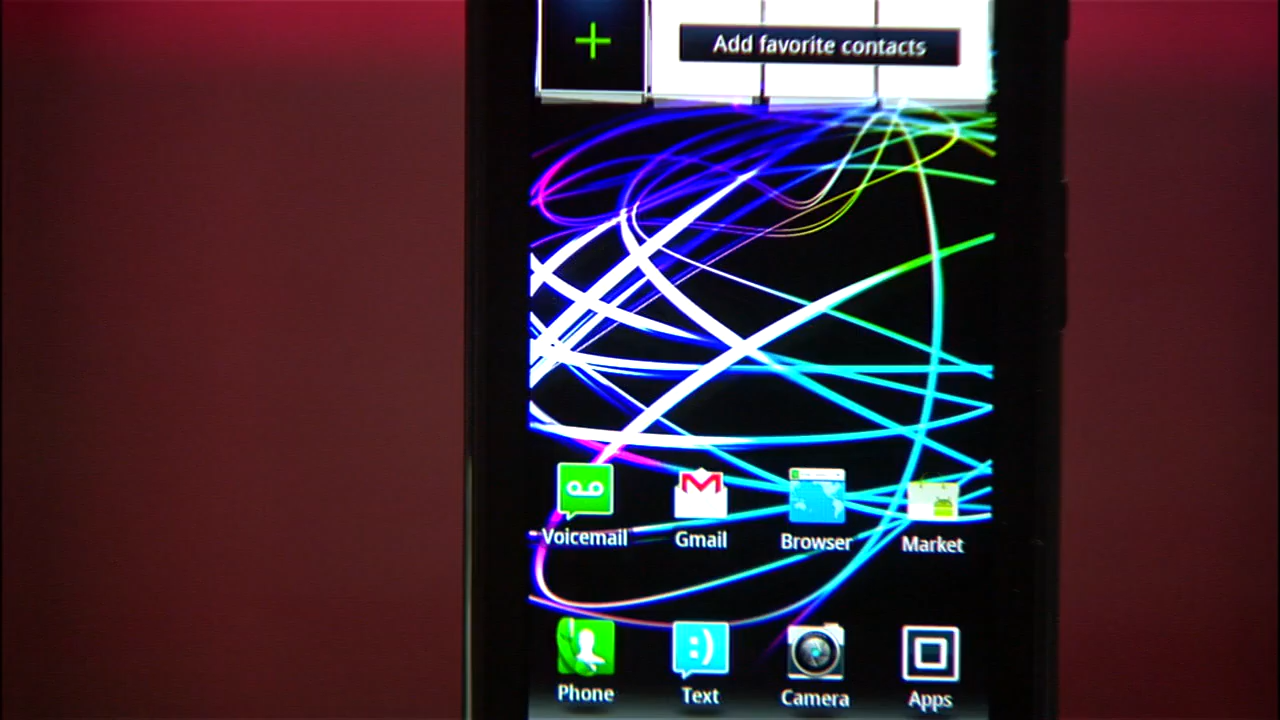 Add favorite contacts
Voicemail
Gmail
Browser
Market
Phone
Text
Camera
Apps